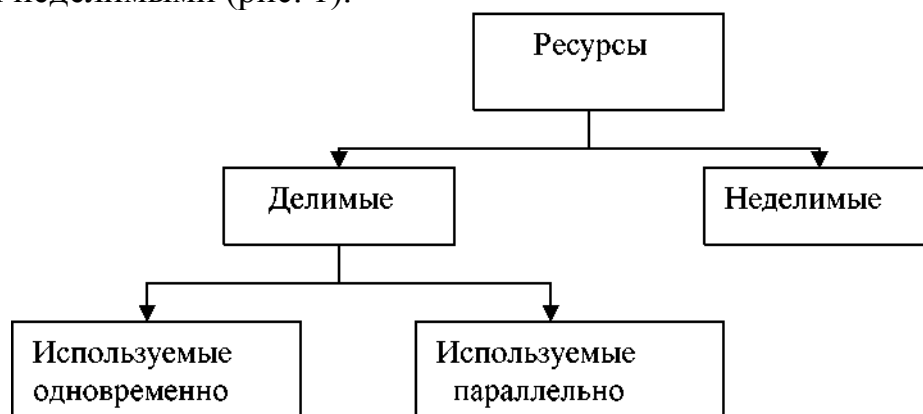 неделимыми (рис. 1).
Ресурсы
Делимые
Неделимые
Используемые
одновременно
Используемые
параллельно